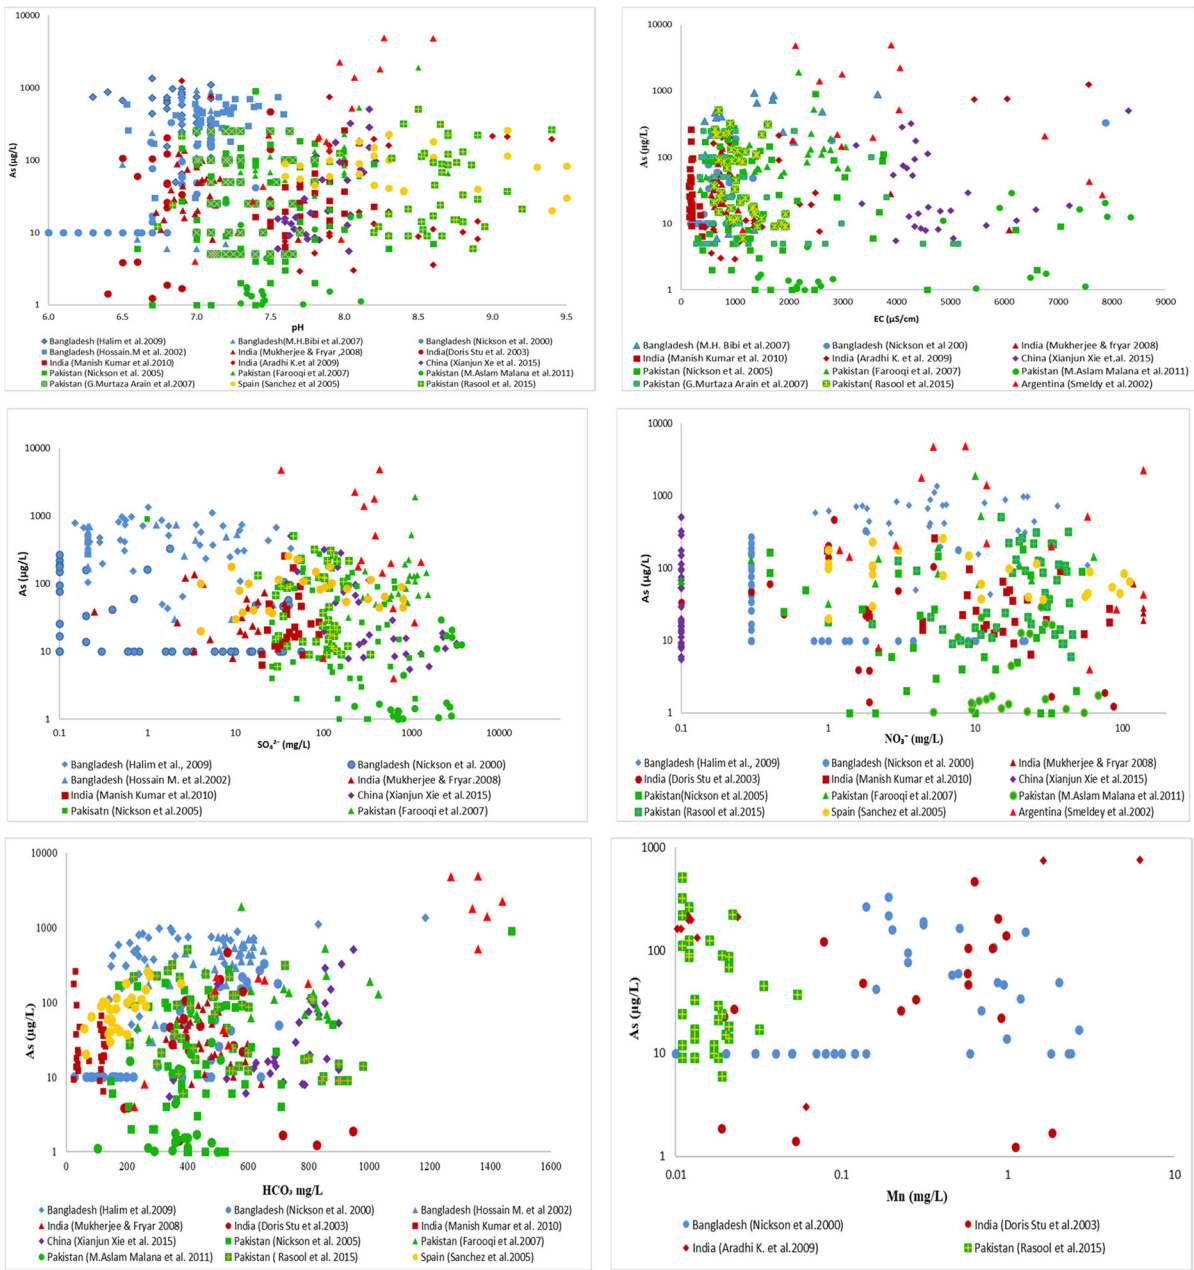 10000
1000
100
10
1
As (µg/L)
6.0 6.5 7.0 7.5 8.0 8.5 9.0 9.5
pH
Bangladesh (Halim et al.2009) Bangladesh(M.H.Bibi et al.2007) Bangladesh (Nickson et al. 2000)
Bangladesh (Hossain.M et al. 2002) India (Mukherjee & Fryar ,2008) India(Doris Stu et al. 2003)
India (Manish Kumar et al.2010) India (Aradhi K.et al 2009) China (Xianjun Xie et al. 2015)
Pakistan (Nickson et al. 2005) Pakistan (Farooqi et al.2007) Pakistan (M.Aslam Malana et al.2011)
Pakistan (G.Murtaza Arain et al.2007) Spain (Sanchez et al 2005) Pakistan (Rasool et al. 2015)
10000
1000
100
10
1
As (µg/L)
0 1000 2000 3000 4000 5000 6000 7000 8000 9000
EC (µS/cm)
Bangladesh (M.H. Bibi et al.2007) Bangladesh (Nickson et al 200) India (Mukherjee & fryar 2008)
India (Manish Kumar et al.2010) India (Aradhi K. et al. 2009) China (Xianjun Xie et al. 2015)
Pakistan (Nickson et al. 2005) Pakistan (Farooqi et al. 2007) Pakistan (M.Aslam Malana et al.2011)
Pakistan (G.Murtaza Arain et al.2007) Pakistan( Rasool et al.2015) Argentina (Smeldy et al.2002)
10000
1000
100
10
1
As (µg/L)
0.1 1 10 100 1000 10000
SO₄²⁻ (mg/L)
Bangladesh (Halim et al., 2009) Bangladesh (Nickson et al. 2000)
Bangladesh (Hossain M. et al.2002) India (Mukherjee & Fryar.2008)
India (Manish Kumar et al.2010) China (Xianjun Xie et al.2015)
Pakisatn (Nickson et al.2005) Pakistan (Farooqi et al.2007)
10000
1000
100
10
1
As (µg/L)
0.1 1 10 100
NO₃⁻ (mg/L)
Bangladesh (Halim et al., 2009) Bangladesh (Nickson et al. 2000) India (Mukherjee & Fryar 2008)
India (Doris Stu et al.2003) India (Manish Kumar et al.2010) China (Xianjun Xie et al.2015)
Pakistan(Nickson et al.2005) Pakistan (Farooqi et al.2007) Pakistan (M.Aslam Malana et al.2011)
Pakistan (Rasool et al.2015) Spain (Sanchez et al.2005) Argentina (Smeldey et al.2002)
10000
1000
100
10
1
As (µg/L)
0 200 400 600 800 1000 1200 1400 1600
HCO₃ mg/L
Bangladesh (Halim et al.2009) Bangladesh (Nickson et al. 2000) Bangladesh (Hossain M. et al 2002)
India (Mukherjee & Fryar 2008) India (Doris Stu et al.2003) India (Manish Kumar et al. 2010)
China (Xianjun Xie et al. 2015) Pakistan (Nickson et al. 2005) Pakistan (Farooqi et al.2007)
Pakistan (M.Aslam Malana et al. 2011) Pakistan ( Rasool et al. 2015) Spain (Sanchez et al.2005)
1000
100
10
1
As (µg/L)
0.01 0.1 1 10
Mn (mg/L)
Bangladesh (Nickson et al.2000) India (Doris Stu et al.2003)
India (Aradhi K. et al.2009) Pakistan (Rasool et al.2015)